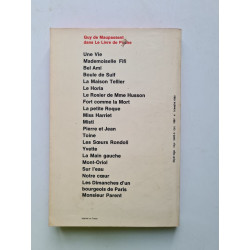 Guy de Maupassant
dans Le Livre de Poche
Une Vie
Mademoiselle Fifi
Bel Ami
Boule de Suif
La Maison Tellier
Le Horla
Le Rosier de Mme Husson
Fort comme la Mort
La petite Roque
Miss Harriet
Misti
Pierre et Jean
Toine
Les Sœurs Rondoli
Yvette
La Main gauche
Mont-Oriol
Sur l'eau
Notre cœur
Les Dimanches d'un
bourgeois de Paris
Monsieur Parent